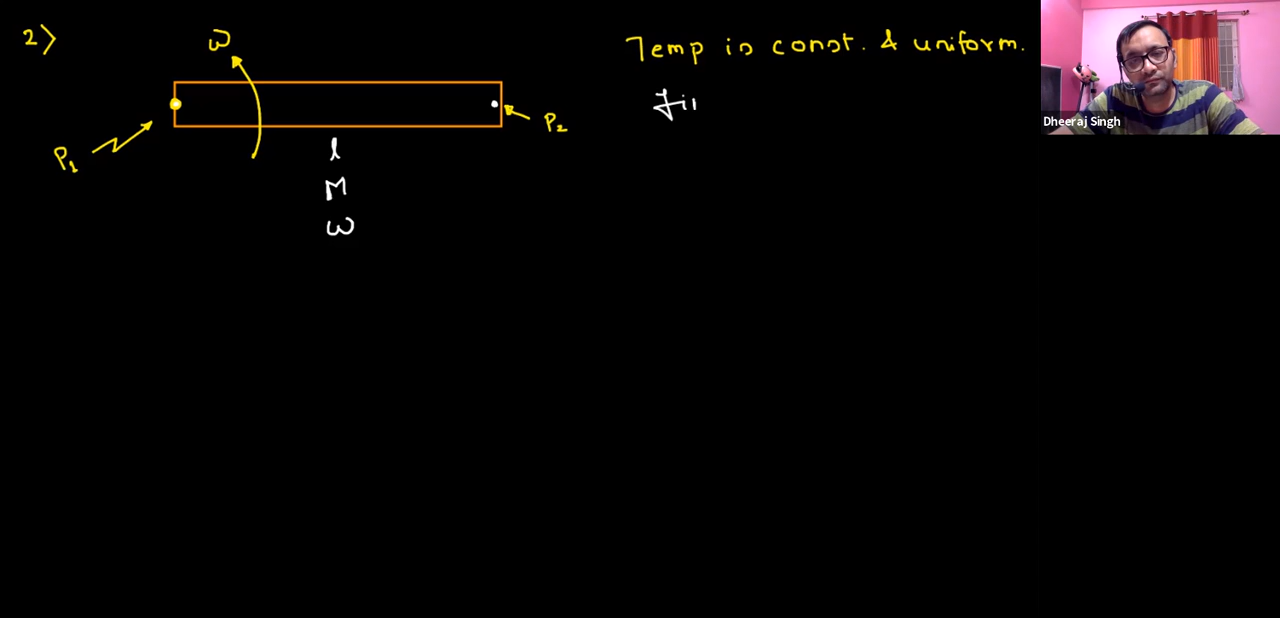 2)
ω
Temp is const. & uniform.
P₁
P₂
l
M
ω
Dheeraj Singh